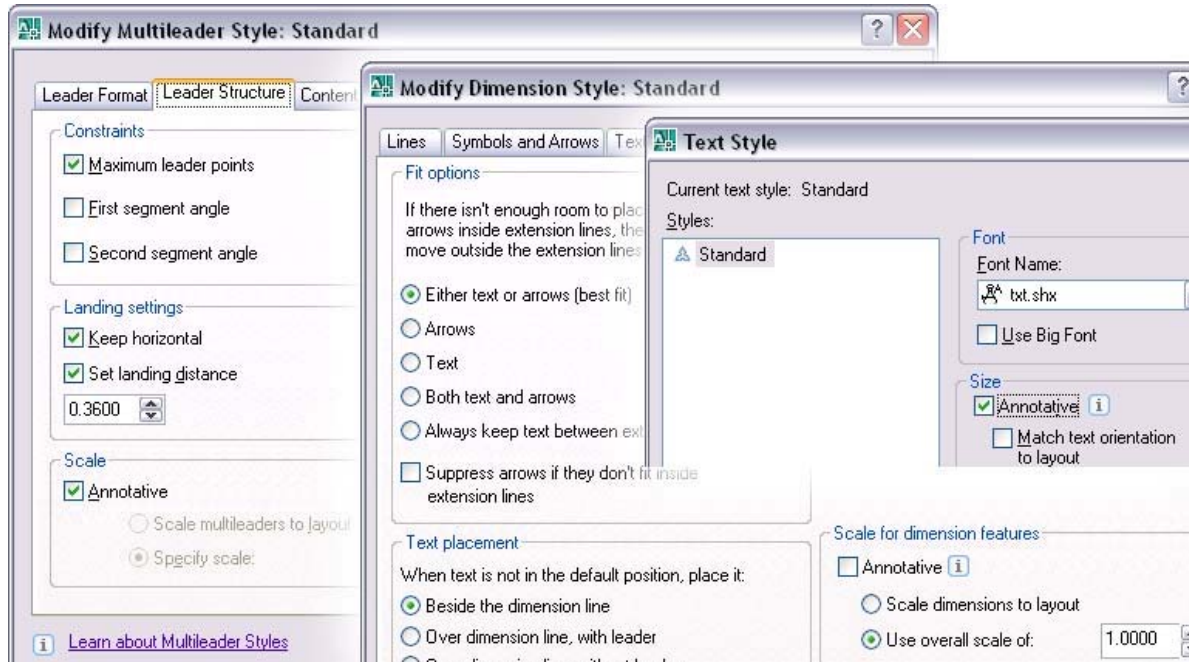 Modify Multileader Style: Standard
Leader Format
Leader Structure
Content
Constraints
Maximum leader points
First segment angle
Second segment angle
Landing settings
Keep horizontal
Set landing distance
0.3600
Scale
Annotative
Scale multileaders to layout
Specify scale:
Learn about Multileader Styles
Modify Dimension Style: Standard
Lines
Symbols and Arrows
Fit options
If there isn't enough room to
arrows inside extension lines, the
move outside the extension lines
Either text or arrows (best fit)
Arrows
Text
Both text and arrows
Always keep text between
Suppress arrows if they don't fit inside
extension lines
Text placement
When text is not in the default position, place it:
Beside the dimension line
Over dimension line, with leader
Scale for dimension features
Annotative
Scale dimensions to layout
Use overall scale of:
1.0000
Text Style
Current text style: Standard
Styles:
Standard
Font
Font Name:
txt.shx
Use Big Font
Size
Annotative
Match text orientation
to layout